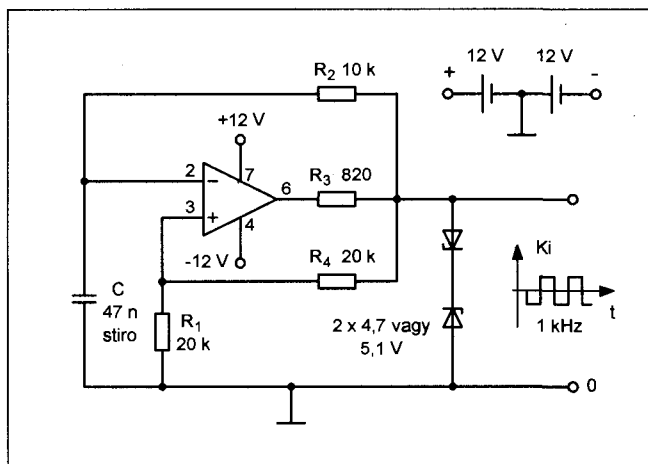 12 V
12 V
+
-
R2 10 k
+12 V
2
-
7
6
R3 820
3
+
4
-12 V
R4 20 k
C
47 n
stiro
R1
20 k
2 x 4,7 vagy
5,1 V
Ki
t
1 kHz
0